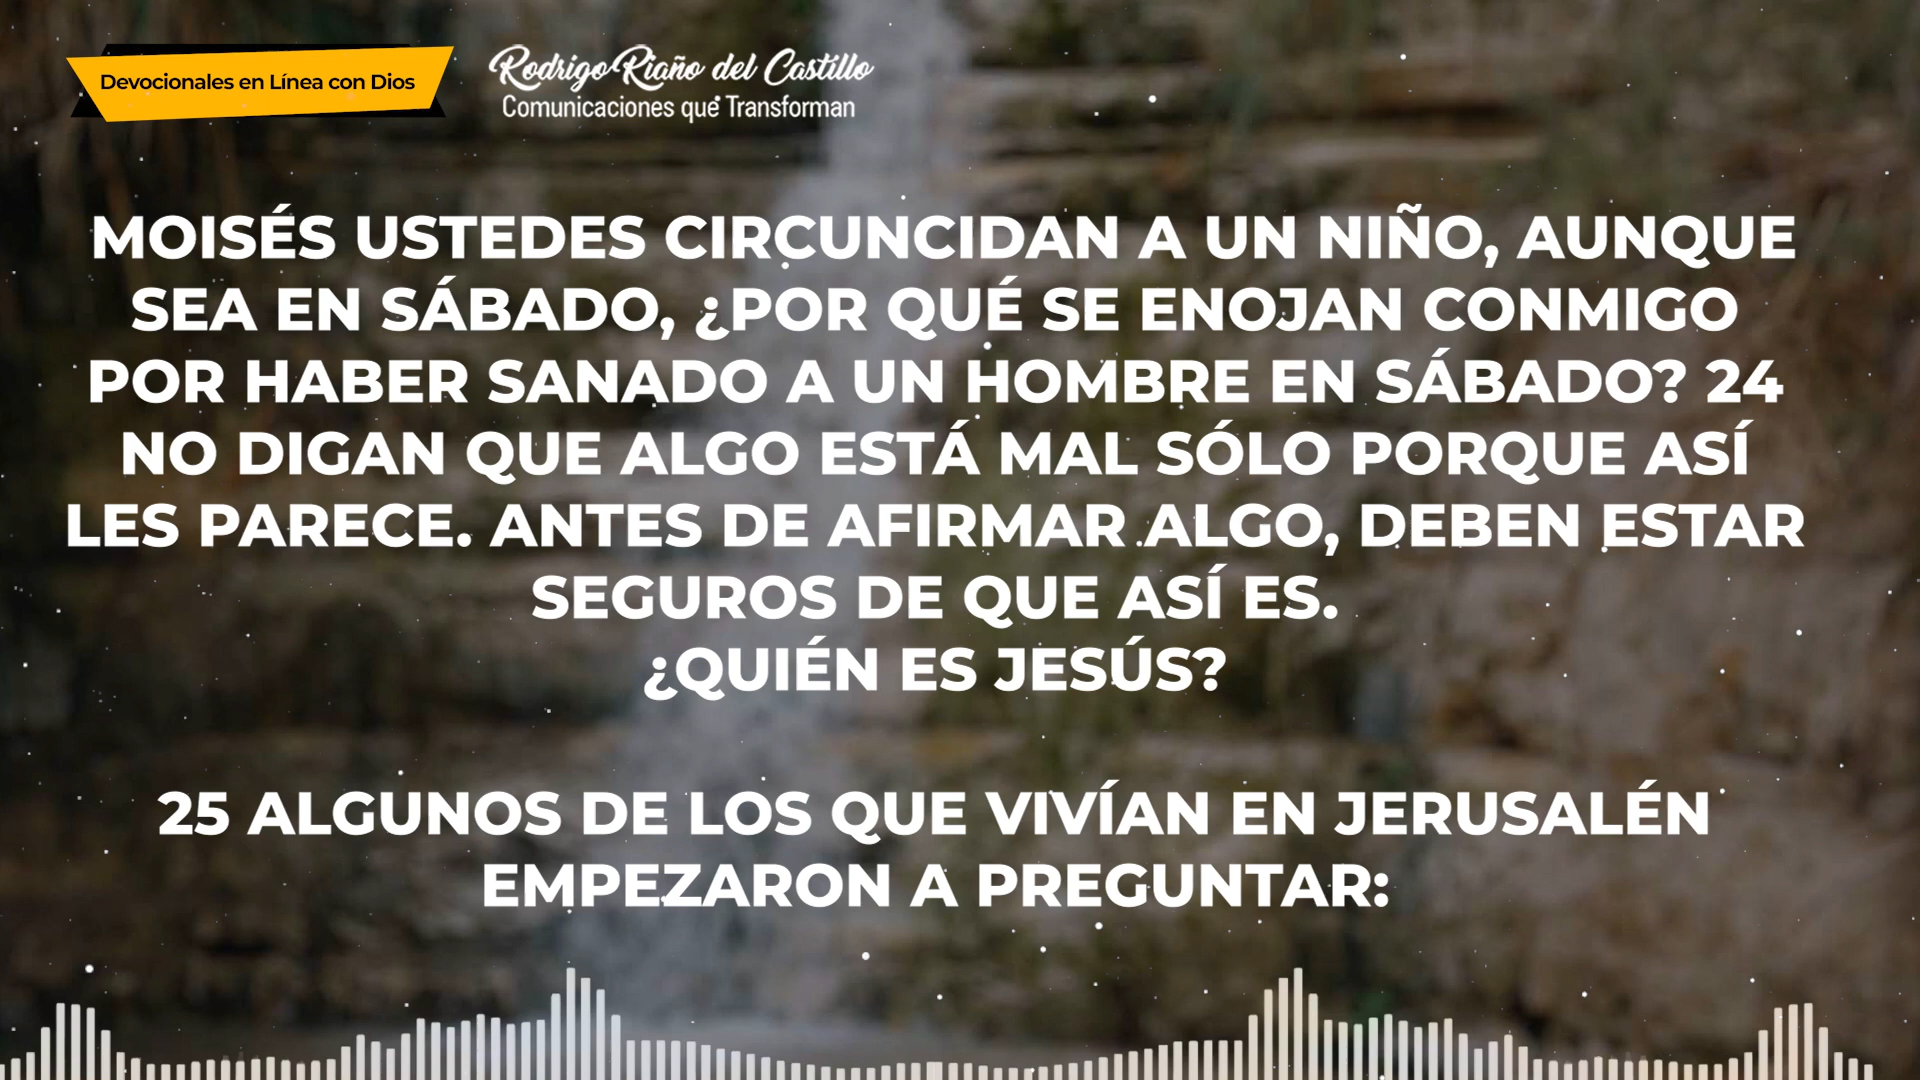 Devocionales en Línea con Dios
Rodrigo Riaño del Castillo
Comunicaciones que Transforman
MOISÉS USTEDES CIRCUNCIDAN A UN NIÑO, AUNQUE
SEA EN SÁBADO, ¿POR QUÉ SE ENOJAN CONMIGO
POR HABER SANADO A UN HOMBRE EN SÁBADO? 24
NO DIGAN QUE ALGO ESTÁ MAL SÓLO PORQUE ASÍ
LES PARECE. ANTES DE AFIRMAR ALGO, DEBEN ESTAR
SEGUROS DE QUE ASÍ ES.
¿QUIÉN ES JESÚS?
25 ALGUNOS DE LOS QUE VIVÍAN EN JERUSALÉN
EMPEZARON A PREGUNTAR: